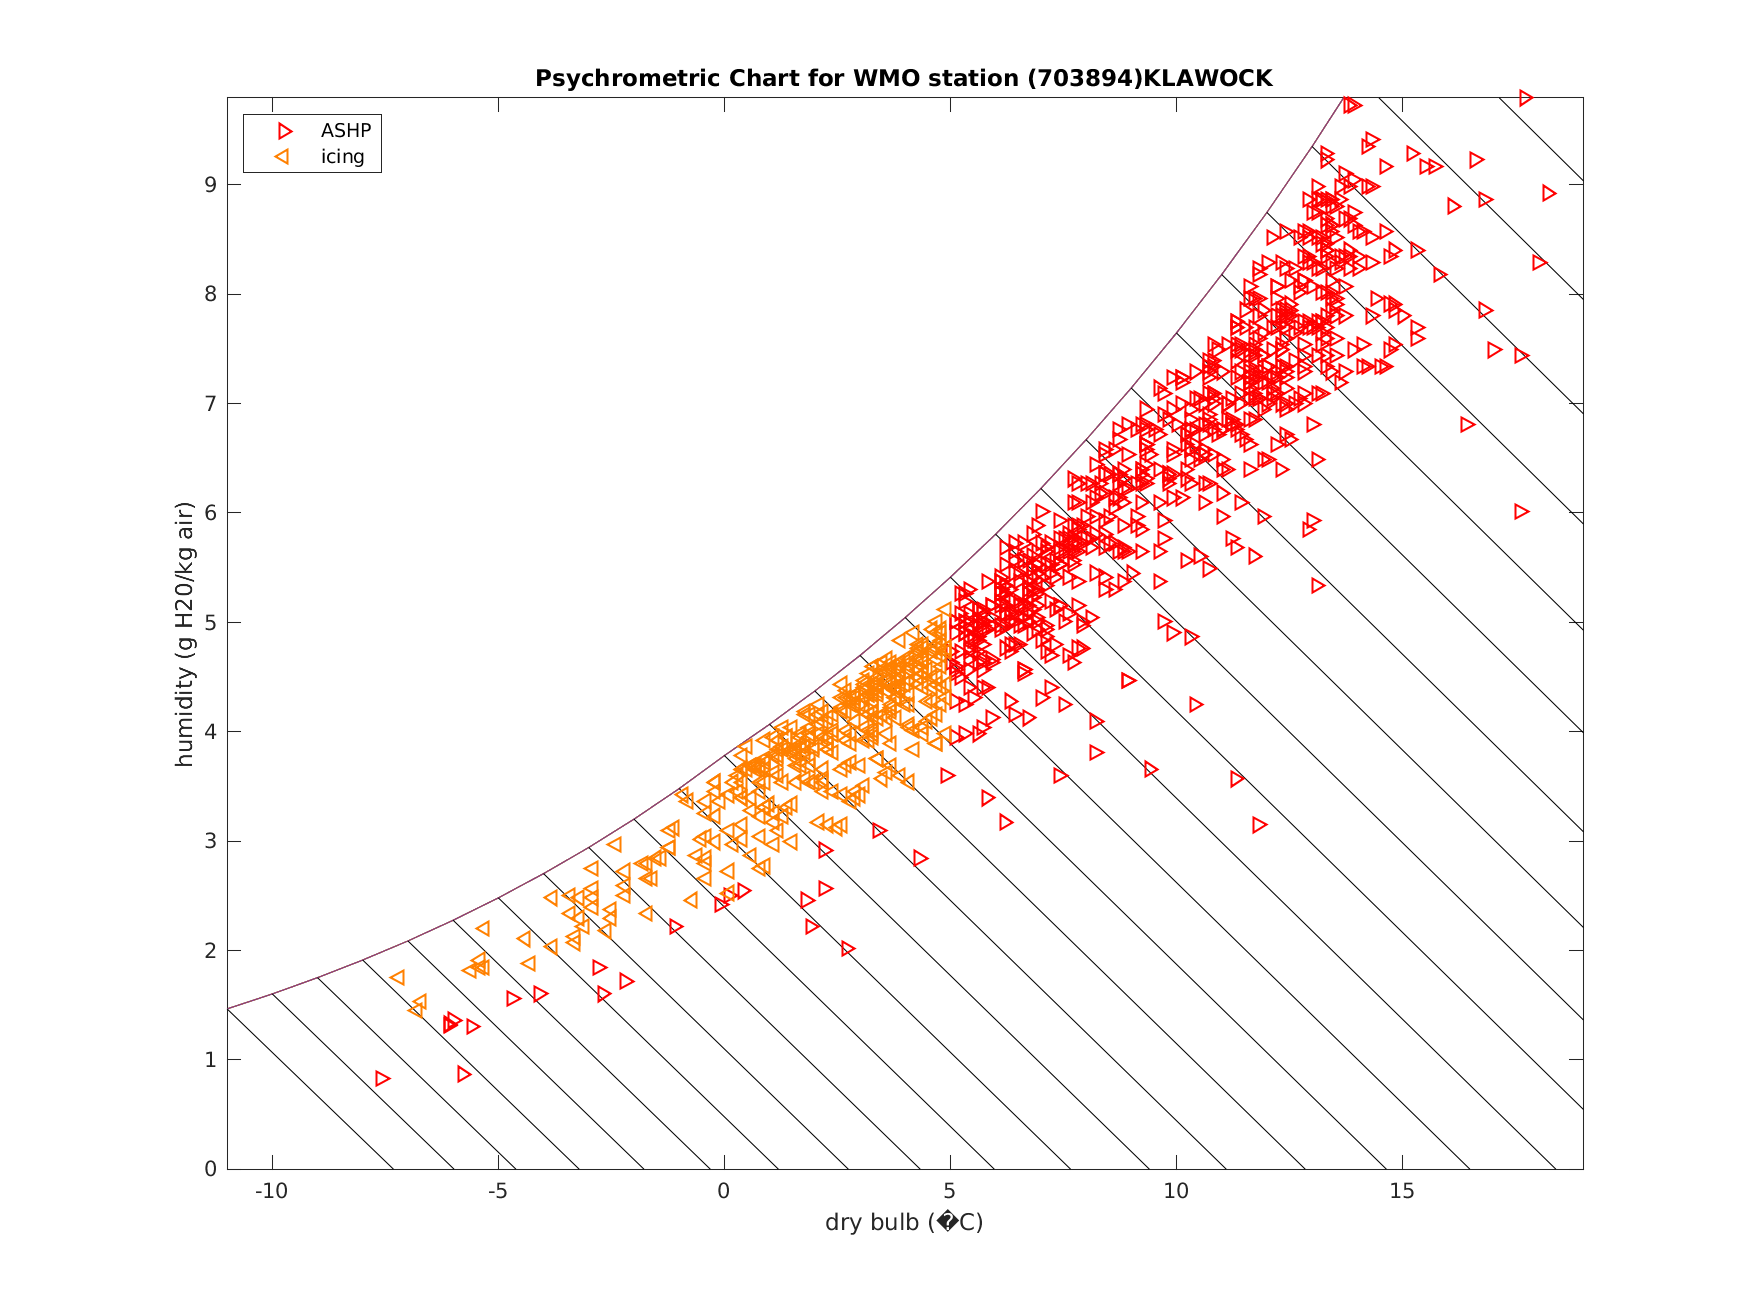 Psychrometric Chart for WMO station (703894)KLAWOCK
ASHP
icing
9
8
7
6
5
4
3
2
1
0
humidity (g H20/kg air)
-10 -5 0 5 10 15
dry bulb (�C)